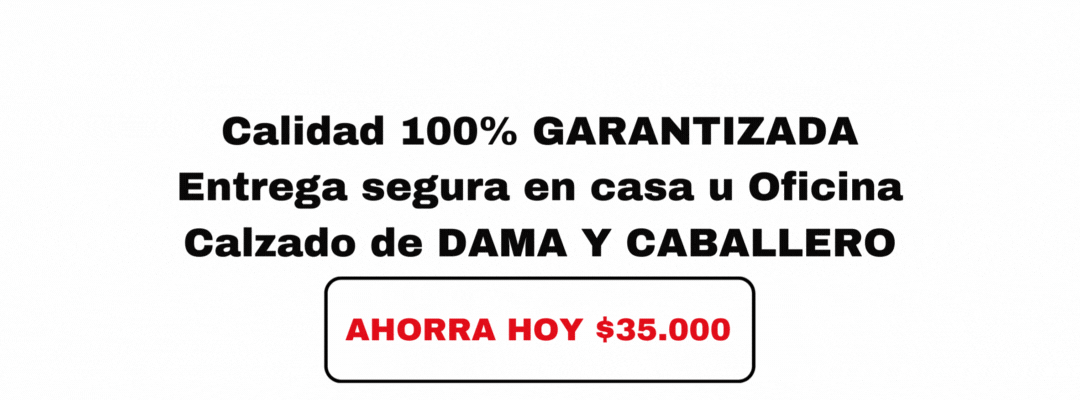 Calidad 100% GARANTIZADA
Entrega segura en casa u Oficina
Calzado de DAMA Y CABALLERO
AHORRA HOY $35.000